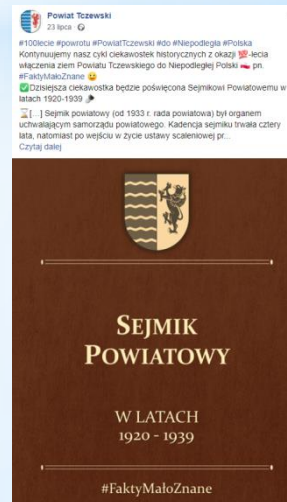 Powiat Tczewski
23 lipca
#100lecie #powrotu #PowiatTczewski #do #Niepodległa #Polska
Kontynuujemy nasz cykl ciekawostek historycznych z okazji 💯-lecia
włączenia ziem Powiatu Tczewskiego do Niepodległej Polski 🇵🇱 pn.
#FaktyMałoZnane 😀
✅Dzisiejsza ciekawostka będzie poświęcona Sejmikowi Powiatowemu w
latach 1920-1939
⏳[…] Sejmik powiatowy (od 1933 r. rada powiatowa) był organem
uchwalającym samorządu powiatowego. Kadencja sejmiku trwała cztery
lata, natomiast po wejściu w życie ustawy scaleniowej pr...
Czytaj dalej
SEJMIK
POWIATOWY
W LATACH
1920 - 1939
#FaktyMałoZnane